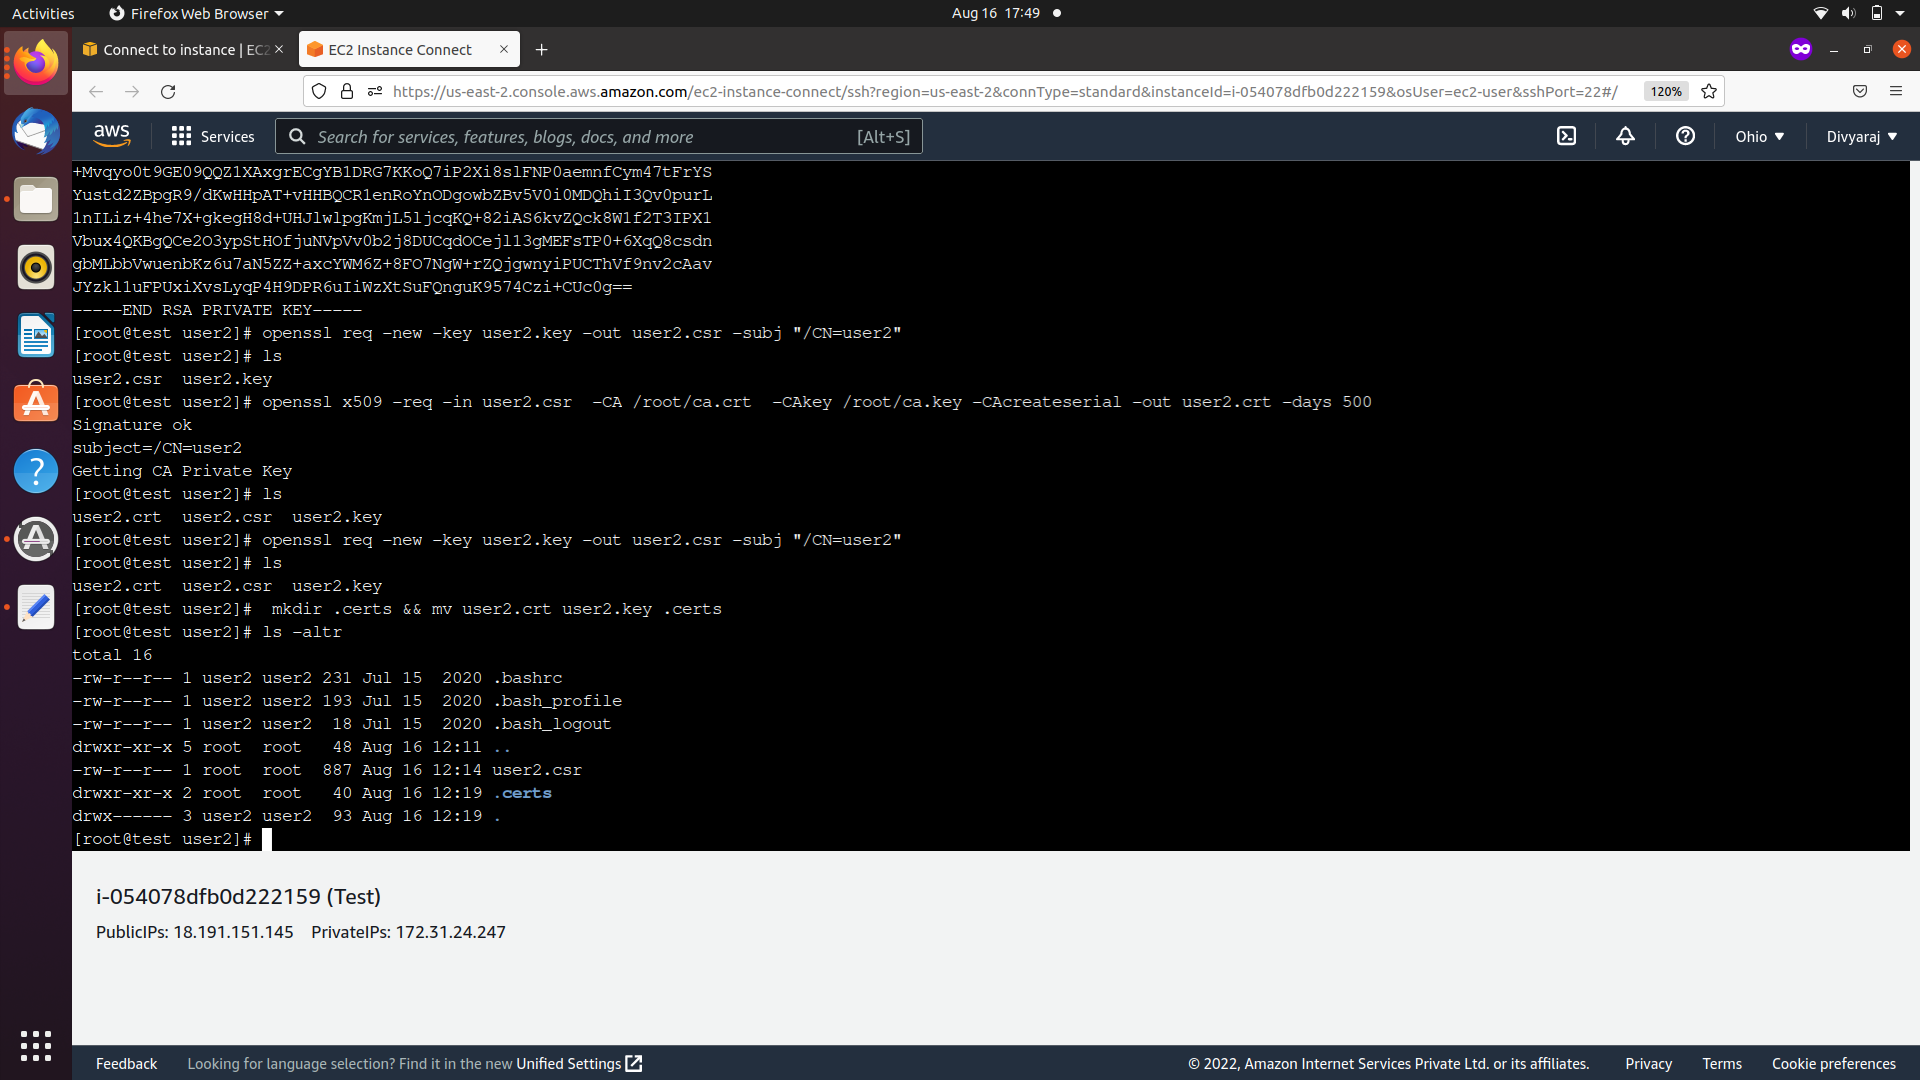 Activities
Firefox Web Browser
Aug 16 17:49
Connect to instance | EC2
EC2 Instance Connect
https://us-east-2.console.aws.amazon.com/ec2-instance-connect/ssh?region=us-east-2&connType=standard&instanceId=i-054078dfb0d222159&osUser=ec2-user&sshPort=22#/
120%
aws
Services
Search for services, features, blogs, docs, and more
[Alt+S]
Ohio
Divyaraj
+Mvqyo0t9GE09QQZ1XAxgrECgYB1DRG7KKoQ7iP2Xi8slFNP0aemnfCym47tFrYS
Yustd2ZBpgR9/dKwHHpAT+vHHBQCR1enRoYnODgowbZBv5V0i0MDQhiI3Qv0purL
1nILiz+4he7X+gkegH8d+UHJlwlpgKmjL5ljcqKQ+82iAS6kvZQck8W1f2T3IPX1
Vbux4QKBgQCe2O3ypStHOfjuNVpVv0b2j8DUCqdOCejl13gMEFsTP0+6XqQ8csdn
gbMLbbVwuenbKz6u7aN5ZZ+axcYWM6Z+8FO7NgW+rZQjgwnyiPUCThVf9nv2cAav
JYzkl1uFPUxiXvsLyqP4H9DPR6uIiWzXtSuFQnguK9574Czi+CUc0g==
-----END RSA PRIVATE KEY-----
[root@test user2]# openssl req -new -key user2.key -out user2.csr -subj "/CN=user2"
[root@test user2]# ls
user2.csr  user2.key
[root@test user2]# openssl x509 -req -in user2.csr  -CA /root/ca.crt  -CAkey /root/ca.key -CAcreateserial -out user2.crt -days 500
Signature ok
subject=/CN=user2
Getting CA Private Key
[root@test user2]# ls
user2.crt  user2.csr  user2.key
[root@test user2]# openssl req -new -key user2.key -out user2.csr -subj "/CN=user2"
[root@test user2]# ls
user2.crt  user2.csr  user2.key
[root@test user2]#  mkdir .certs && mv user2.crt user2.key .certs
[root@test user2]# ls -altr
total 16
-rw-r--r-- 1 user2 user2 231 Jul 15  2020 .bashrc
-rw-r--r-- 1 user2 user2 193 Jul 15  2020 .bash_profile
-rw-r--r-- 1 user2 user2  18 Jul 15  2020 .bash_logout
drwxr-xr-x 5 root  root   48 Aug 16 12:11 ..
-rw-r--r-- 1 root  root  887 Aug 16 12:14 user2.csr
drwxr-xr-x 2 root  root   40 Aug 16 12:19 .certs
drwx------ 3 user2 user2  93 Aug 16 12:19 .
[root@test user2]#
i-054078dfb0d222159 (Test)
PublicIPs: 18.191.151.145 PrivateIPs: 172.31.24.247
Feedback
Looking for language selection? Find it in the new Unified Settings
© 2022, Amazon Internet Services Private Ltd. or its affiliates.
Privacy
Terms
Cookie preferences